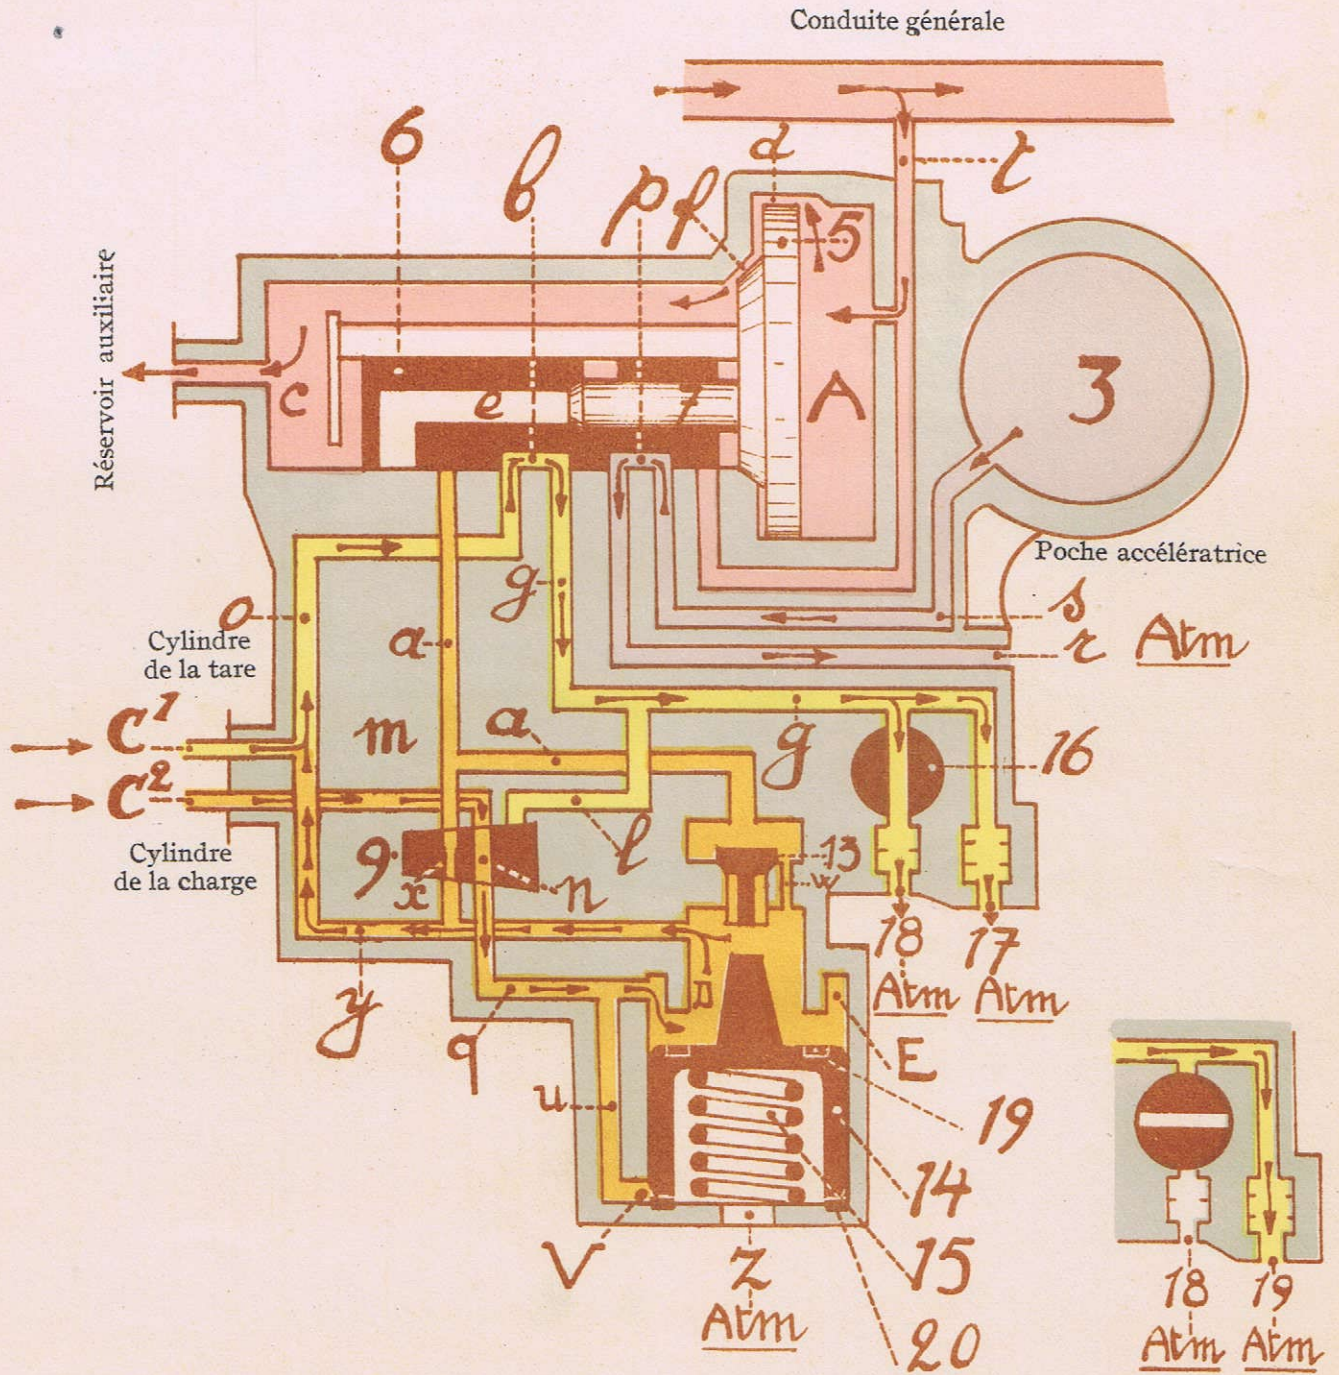 Conduite générale
d
6
b
p
f
t
5
Réservoir auxiliaire
c
e
7
A
3
Poche accélératrice
g
s
o
a
r
Atm
Cylindre
de la tare
C1
m
a
g
16
C2
l
Cylindre
de la charge
9
x
n
13
w
18
17
Atm
Atm
y
q
E
u
19
14
V
Z
15
Atm
20
18
19
Atm
Atm